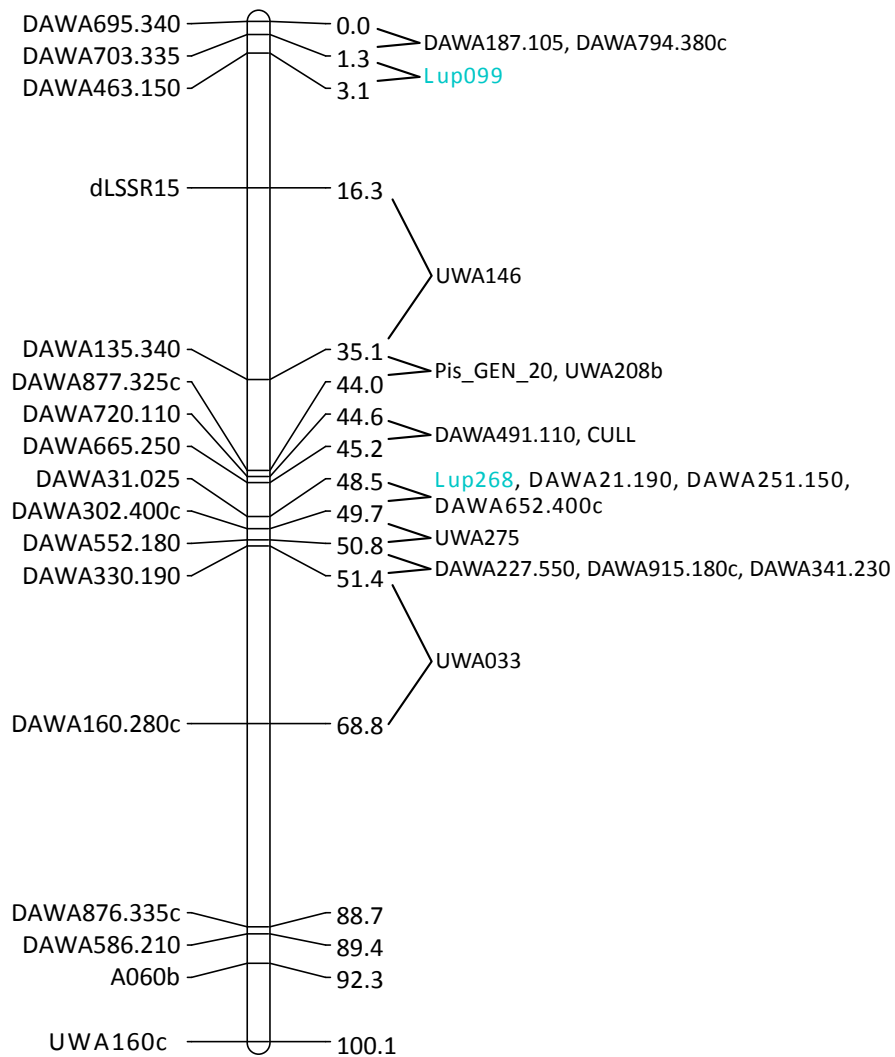 DAWA695.340 0.0
DAWA187.105, DAWA794.380c
DAWA703.335 1.3
Lup099
DAWA463.150 3.1
dLSSR15 16.3
UWA146
DAWA135.340 35.1
Pis_GEN_20, UWA208b
DAWA877.325c 44.0
DAWA720.110 44.6
DAWA491.110, CULL
DAWA665.250 45.2
DAWA31.025 48.5
Lup268, DAWA21.190, DAWA251.150,
DAWA652.400c
DAWA302.400c 49.7
UWA275
DAWA552.180 50.8
DAWA227.550, DAWA915.180c, DAWA341.230
DAWA330.190 51.4
UWA033
DAWA160.280c 68.8
DAWA876.335c 88.7
DAWA586.210 89.4
A060b 92.3
UWA160c 100.1